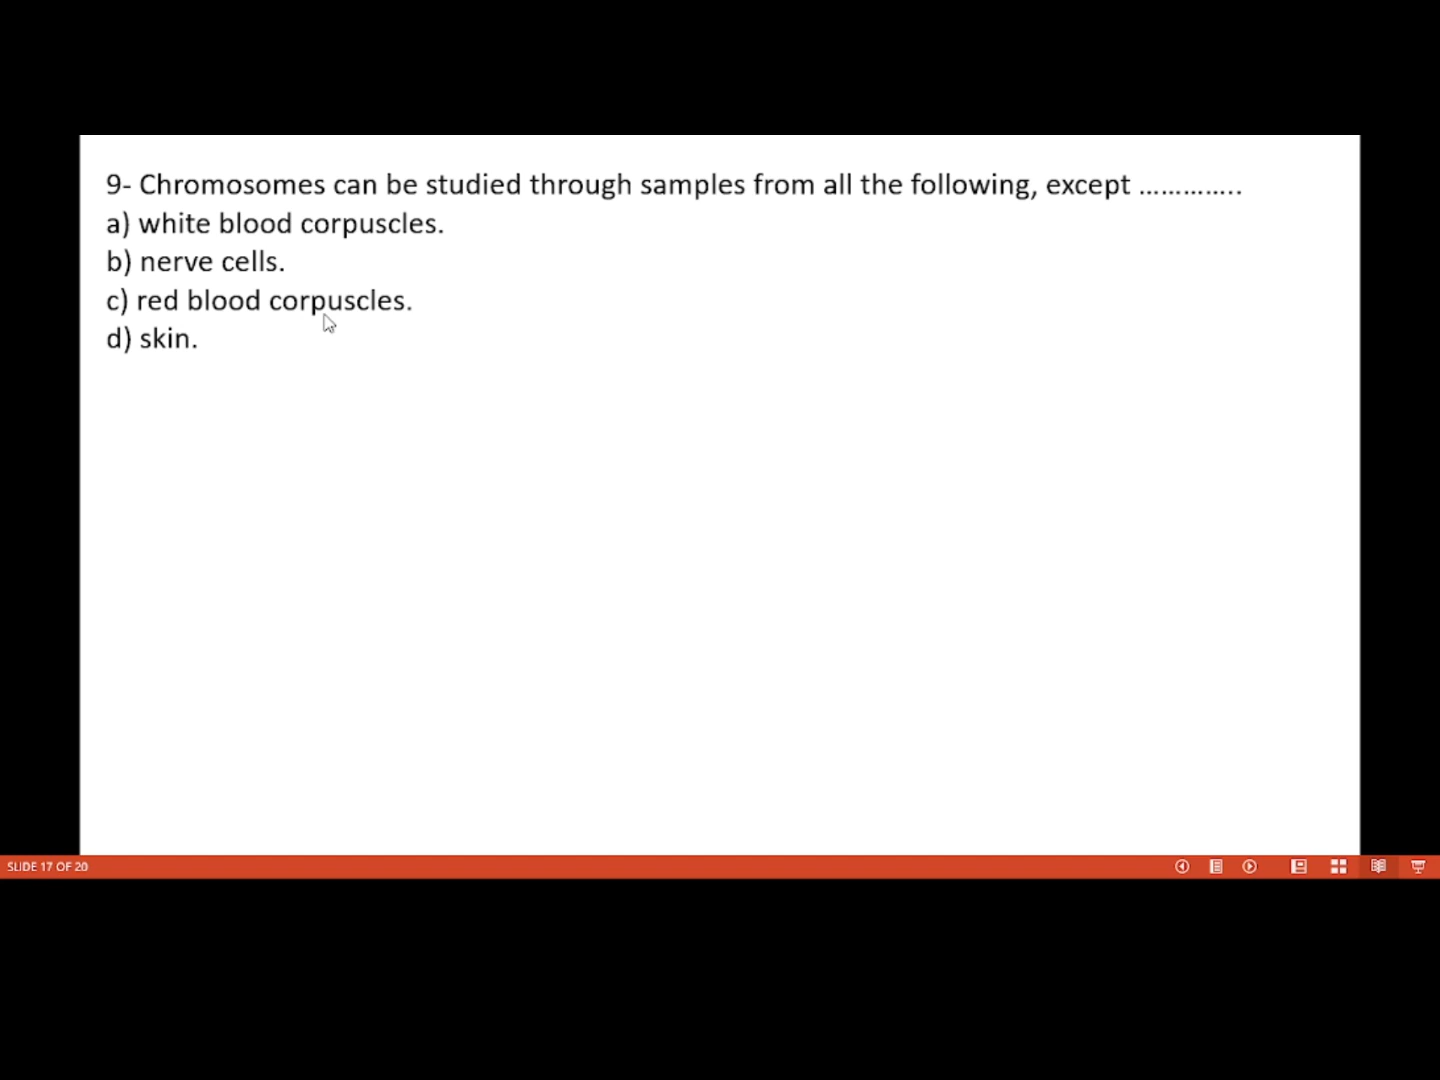 9- Chromosomes can be studied through samples from all the following, except …………..
a) white blood corpuscles.
b) nerve cells.
c) red blood corpuscles.
d) skin.
SLIDE 17 OF 20